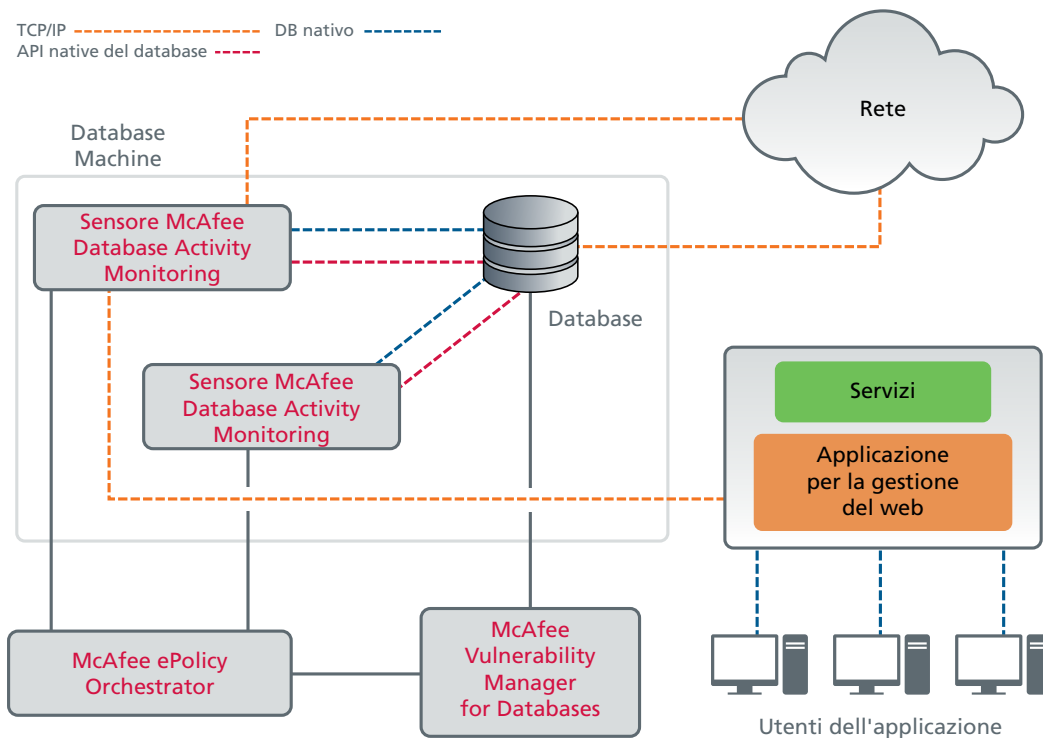 TCP/IP
DB nativo
API native del database
Rete
Database
Machine
Sensore McAfee
Database Activity
Monitoring
Database
Sensore McAfee
Database Activity
Monitoring
Servizi
Applicazione
per la gestione
del web
McAfee ePolicy
Orchestrator
McAfee
Vulnerability
Manager
for Databases
Utenti dell'applicazione